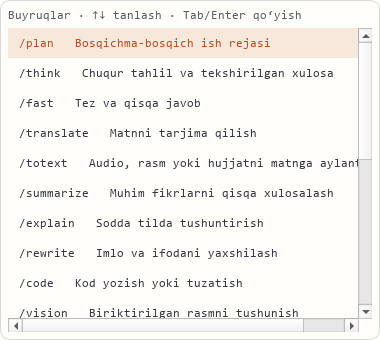 Buyruqlar · ↑↓ tanlash · Tab/Enter qo‘yish
/plan Bosqichma-bosqich ish rejasi
/think Chuqur tahlil va tekshirilgan xulosa
/fast Tez va qisqa javob
/translate Matnni tarjima qilish
/totext Audio, rasm yoki hujjatni matnga aylant
/summarize Muhim fikrlarni qisqa xulosalash
/explain Sodda tilda tushuntirish
/rewrite Imlo va ifodani yaxshilash
/code Kod yozish yoki tuzatish
/vision Biriktirilgan rasmni tushunish